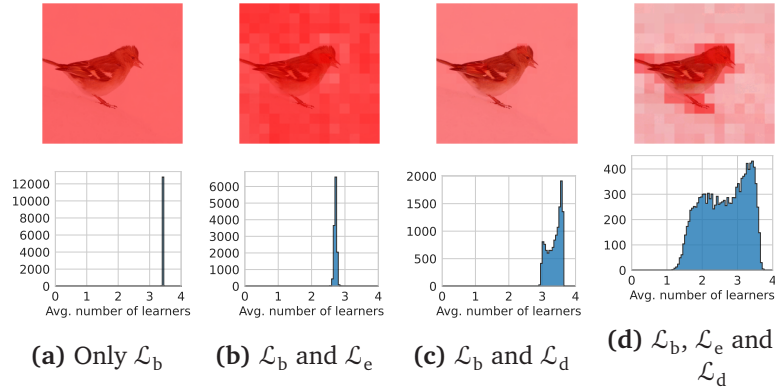 12000
10000
8000
6000
4000
2000
0
0 1 2 3 4
Avg. number of learners
(a) Only ℒb
6000
5000
4000
3000
2000
1000
0
0 1 2 3 4
Avg. number of learners
(b) ℒb and ℒe
2000
1500
1000
500
0
0 1 2 3 4
Avg. number of learners
(c) ℒb and ℒd
400
300
200
100
0
0 1 2 3 4
Avg. number of learners
(d) ℒb, ℒe and
ℒd